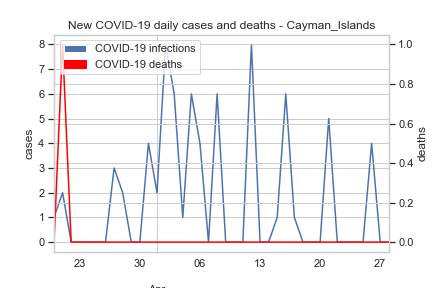 New COVID-19 daily cases and deaths - Cayman_Islands
COVID-19 infections
COVID-19 deaths
cases
8
7
6
5
4
3
2
1
0
deaths
1.0
0.8
0.6
0.4
0.2
0.0
23 30 06 13 20 27